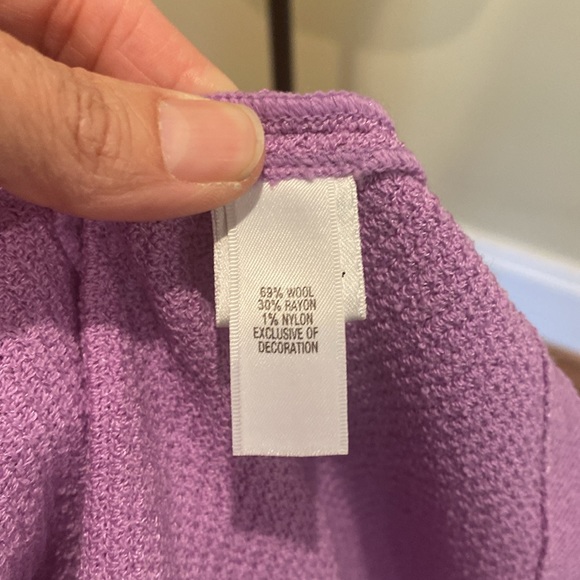 69% WOOL
30% RAYON
1% NYLON
EXCLUSIVE OF
DECORATION